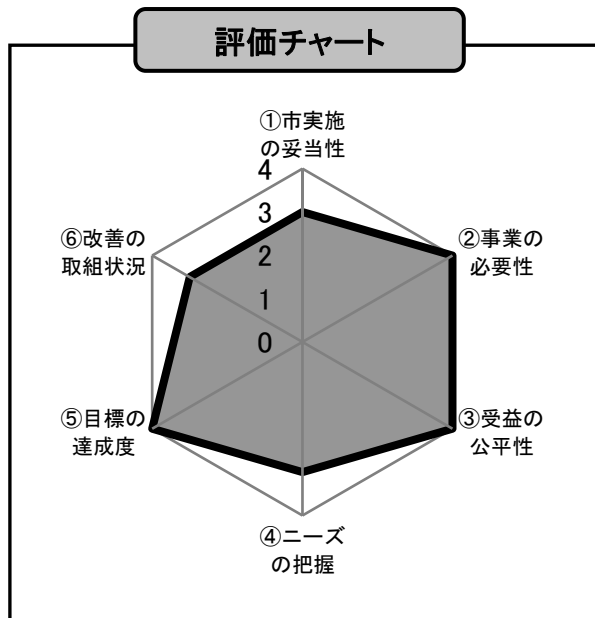 評価チャート
①市実施
の妥当性
4
3
2
1
0
②事業の
必要性
③受益の
公平性
④ニーズ
の把握
⑤目標の
達成度
⑥改善の
取組状況